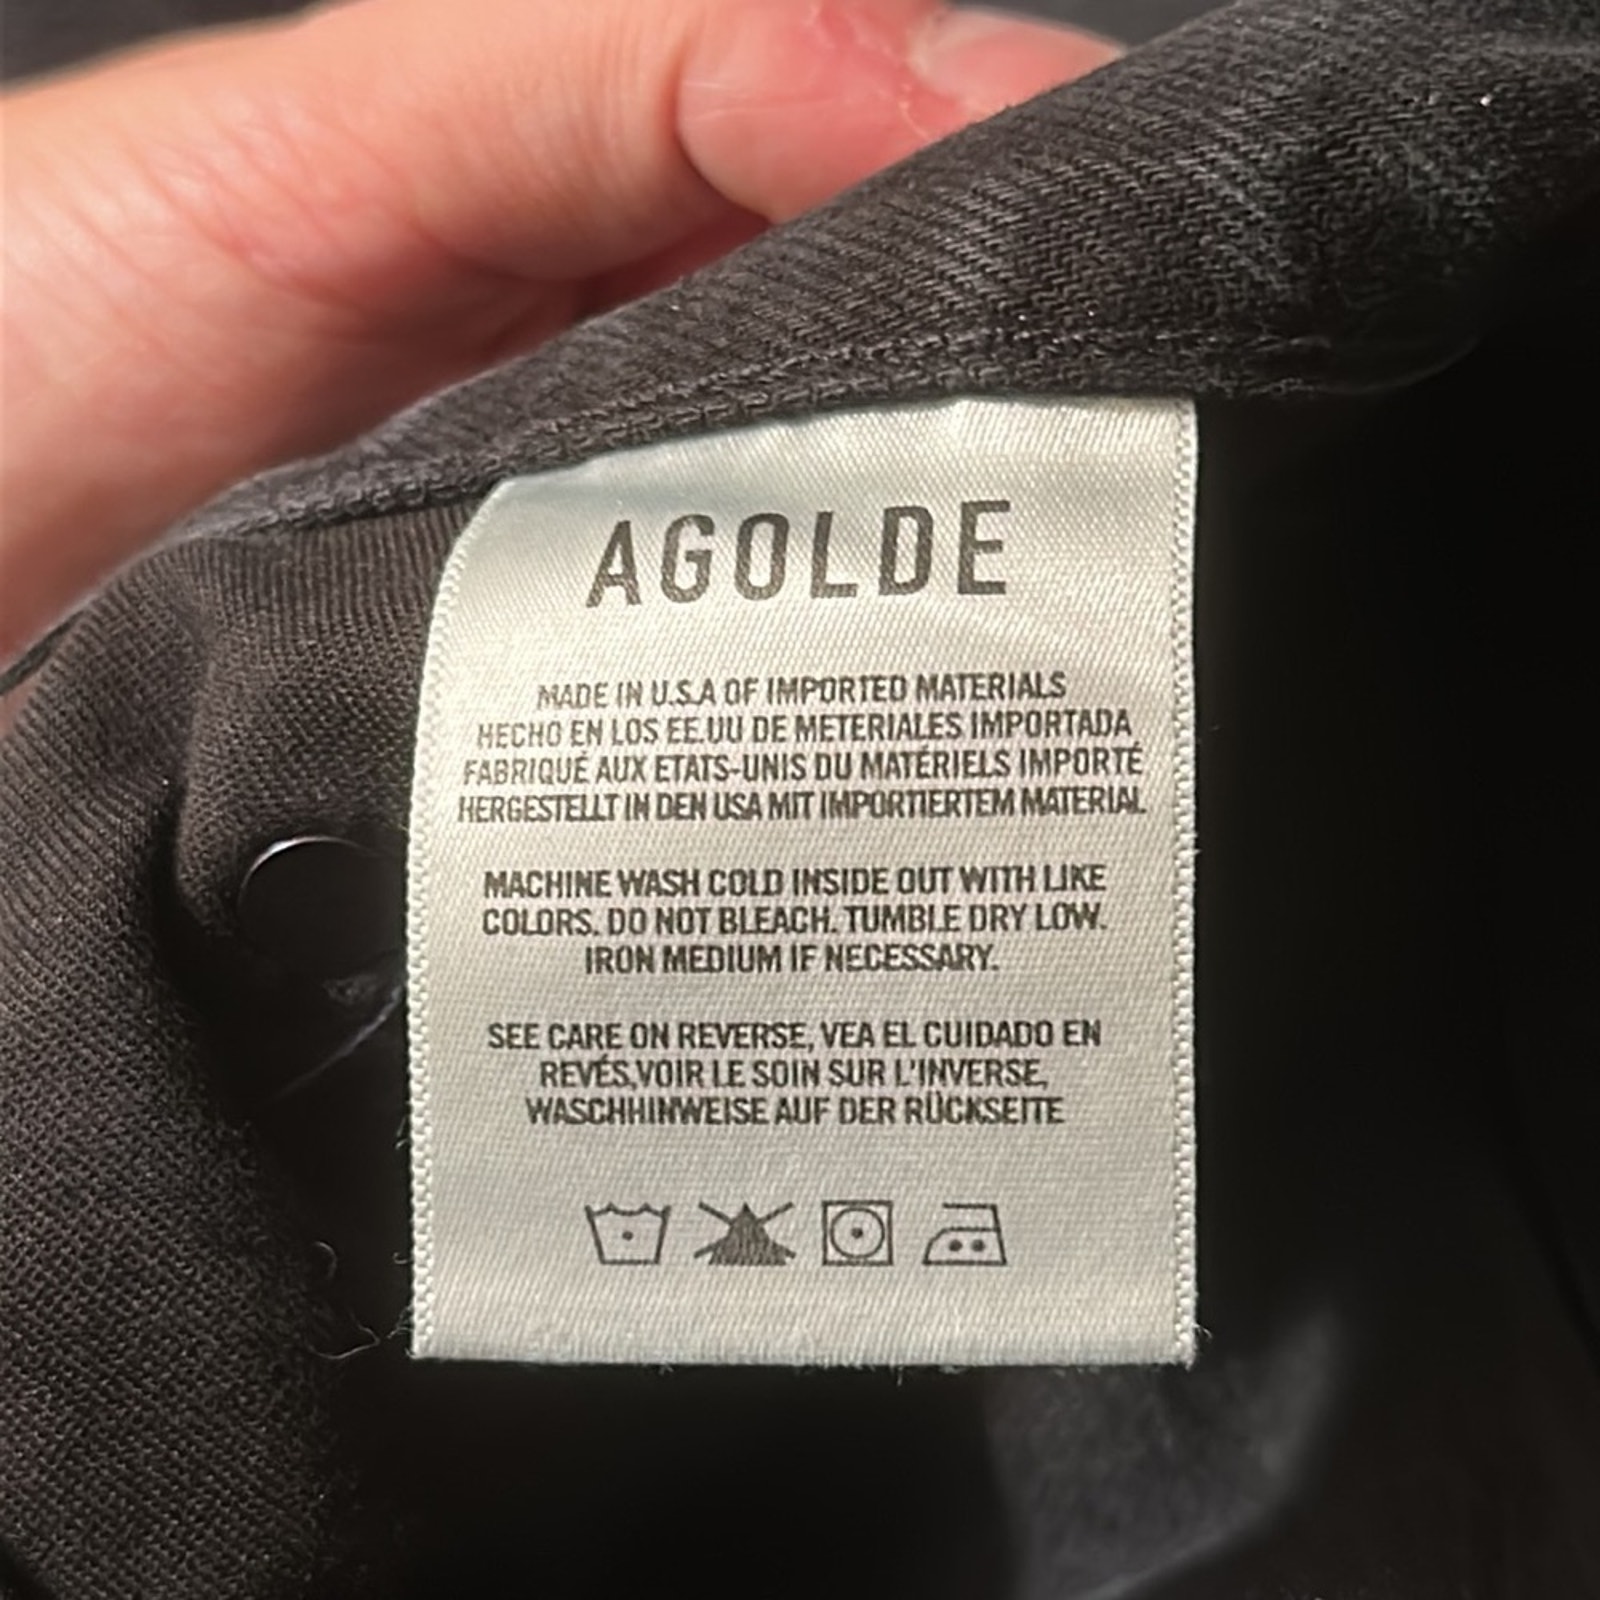 AGOLDE
MADE IN U.S.A OF IMPORTED MATERIALS
HECHO EN LOS EE.UU DE METERIALES IMPORTADA
FABRIQUÉ AUX ETATS-UNIS DU MATÉRIELS IMPORTÉ
HERGESTELLT IN DEN USA MIT IMPORTIERTEM MATERIAL
MACHINE WASH COLD INSIDE OUT WITH LIKE
COLORS. DO NOT BLEACH. TUMBLE DRY LOW.
IRON MEDIUM IF NECESSARY.
SEE CARE ON REVERSE, VEA EL CUIDADO EN
REVÉS,VOIR LE SOIN SUR L'INVERSE,
WASCHHINWEISE AUF DER RÜCKSEITE